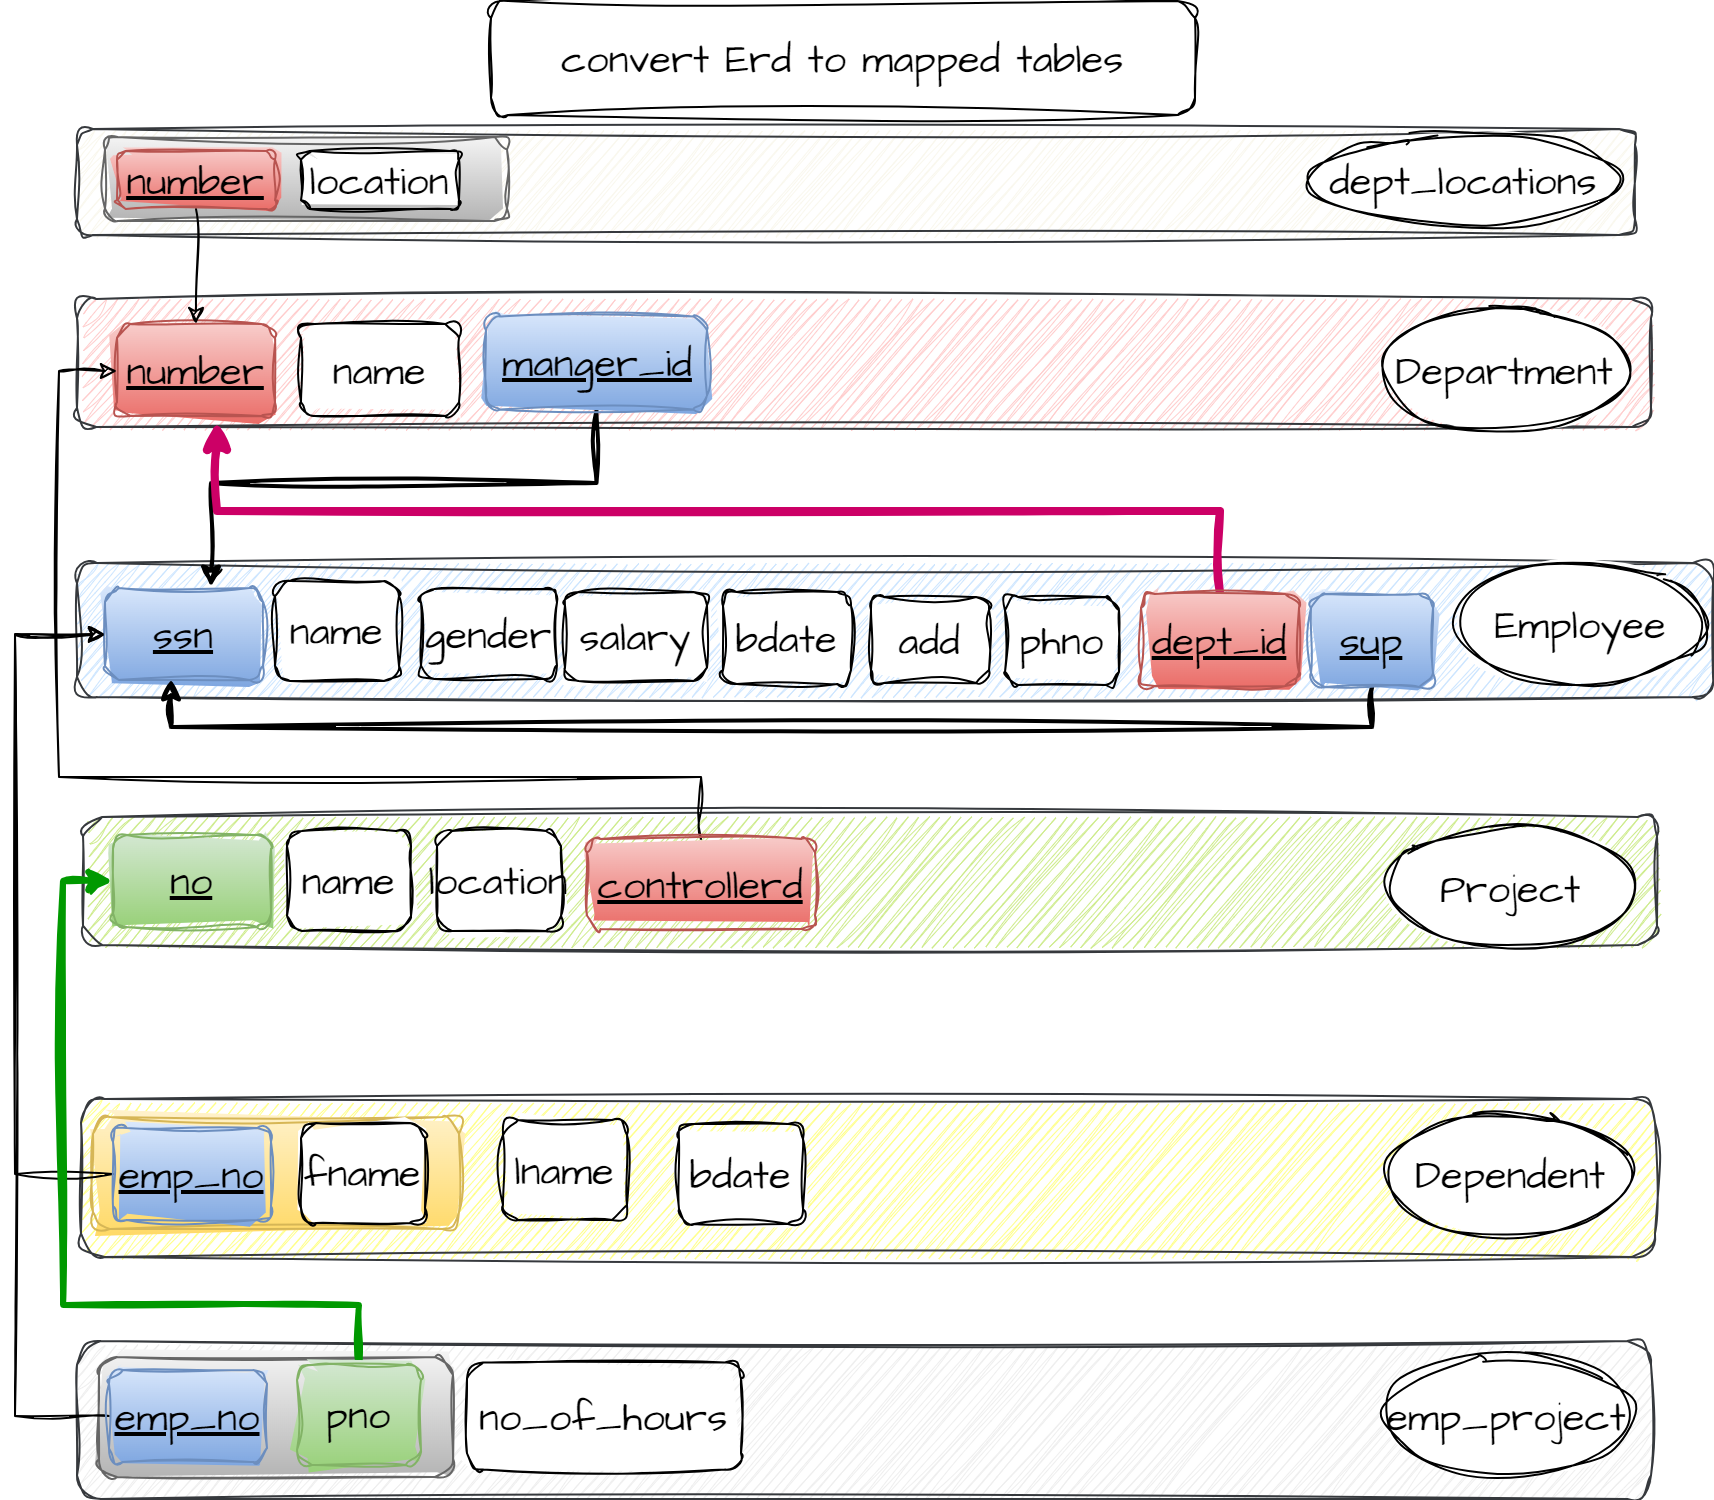 convert Erd to mapped tables
number
location
dept_locations
number
name
manger_id
Department
ssn
name
gender
salary
bdate
add
phno
dept_id
sup
Employee
no
name
location
controllerd
Project
emp_no
fname
lname
bdate
Dependent
emp_no
pno
no_of_hours
emp_project